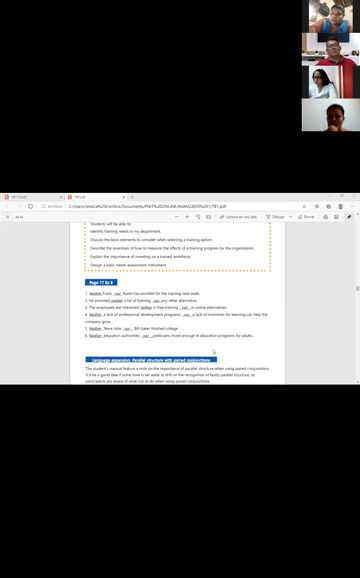 Students will be able to
identify training needs in my department.
Discuss the basic elements to consider when selecting a training option
Describe the essentials of how to measure the effects of a training program for the organization
Explain the importance of investing on a trained workforce.
Design a basic needs assessment instrument.
Page 17 Ex 6
1. Neither Frank nor Karen has enrolled for the training next week.
2. He provided neither a list of training nor any other alternative.
3. The employees are interested neither in their training nor in online alternatives.
4. Neither a lack of professional development programs nor a lack of incentives for learning can help the
company grow.
5. Neither Steve Jobs nor Bill Gates finished college
6. Neither education authorities nor politicians invest enough in education programs for adults.
Language expansion: Parallel structure with paired conjunctions
The student's manual feature a note on the importance of parallel structure when using paired conjunctions.
It'd be a good idea if some time is set aside to drill on the recognition of faulty parallel structure, so
participants are aware of what not to do when using paired conjunctions